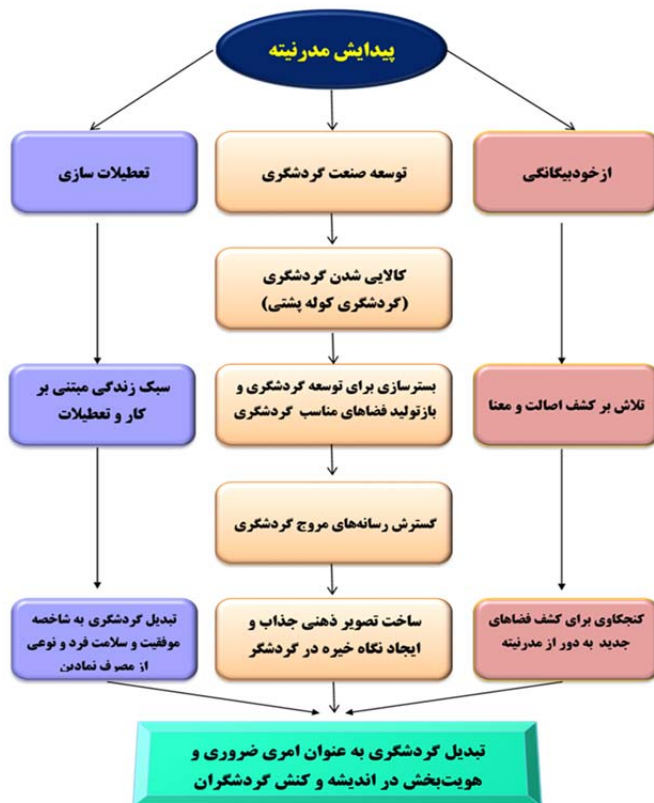 پیدایش مدرنیته
ازخودبیگانگی
توسعه صنعت گردشگری
تعطیلات سازی
کالایی شدن گردشگری
(گردشگری کوله پشتی)
تلاش بر کشف اصالت و معنا
بسترسازی برای توسعه گردشگری و
بازتولید فضاهای مناسب گردشگری
سبک زندگی مبتنی بر
کار و تعطیلات
گسترش رسانه‌های مروج گردشگری
کنجکاوی برای کشف فضاهای
جدید به دور از مدرنیته
ساخت تصویر ذهنی جذاب و
ایجاد نگاه خیره در گردشگر
تبدیل گردشگری به شاخصه
موفقیت و سلامت فرد و نوعی
از مصرف نمادین
تبدیل گردشگری به عنوان امری ضروری و
هویت‌بخش در اندیشه و کنش گردشگران